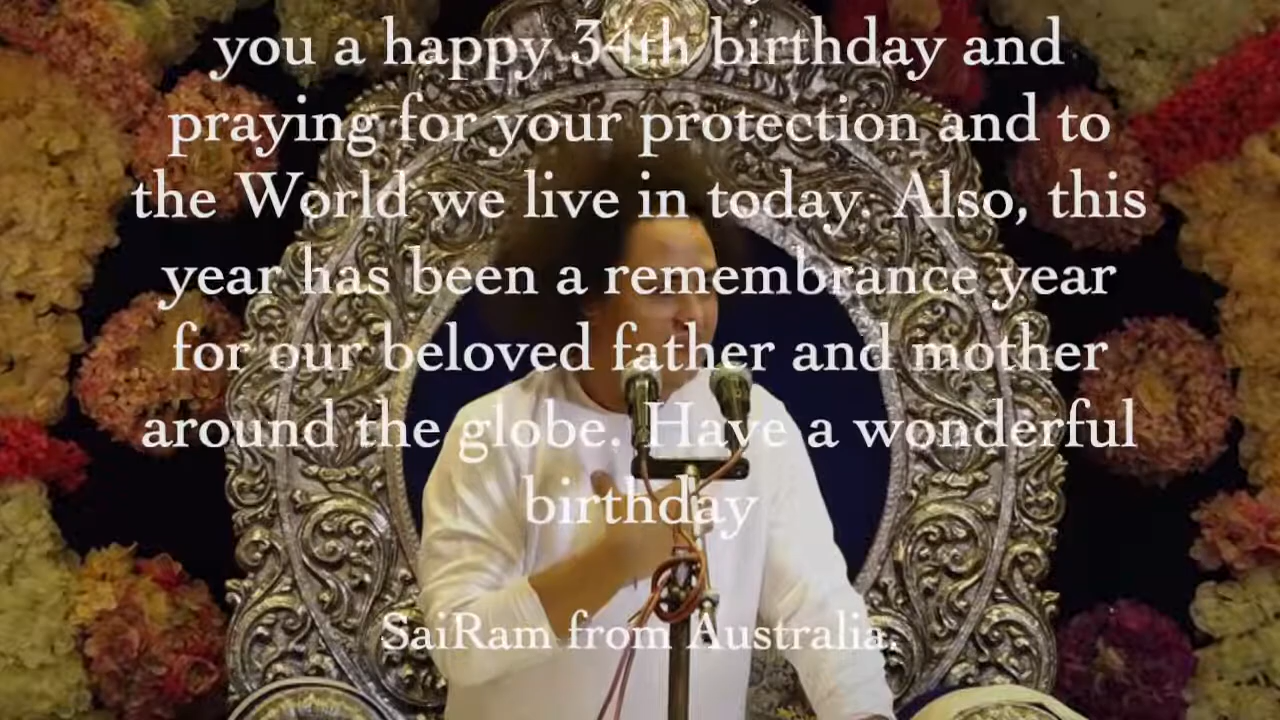 you a happy 34th birthday and
praying for your protection and to
the World we live in today. Also, this
year has been a remembrance year
for our beloved father and mother
around the globe. Have a wonderful
birthday
SaiRam from Australia.